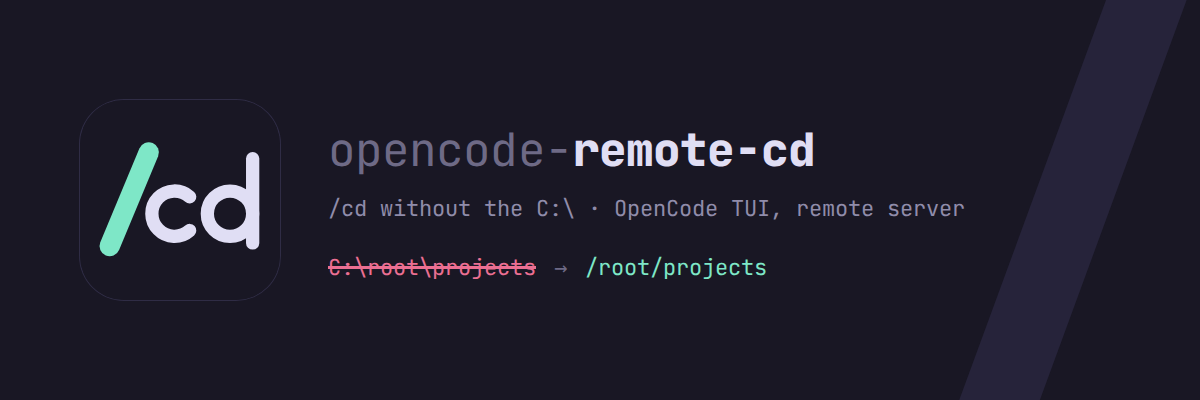 /cd
opencode-remote-cd
/cd without the C:\ · OpenCode TUI, remote server
C:\root\projects → /root/projects